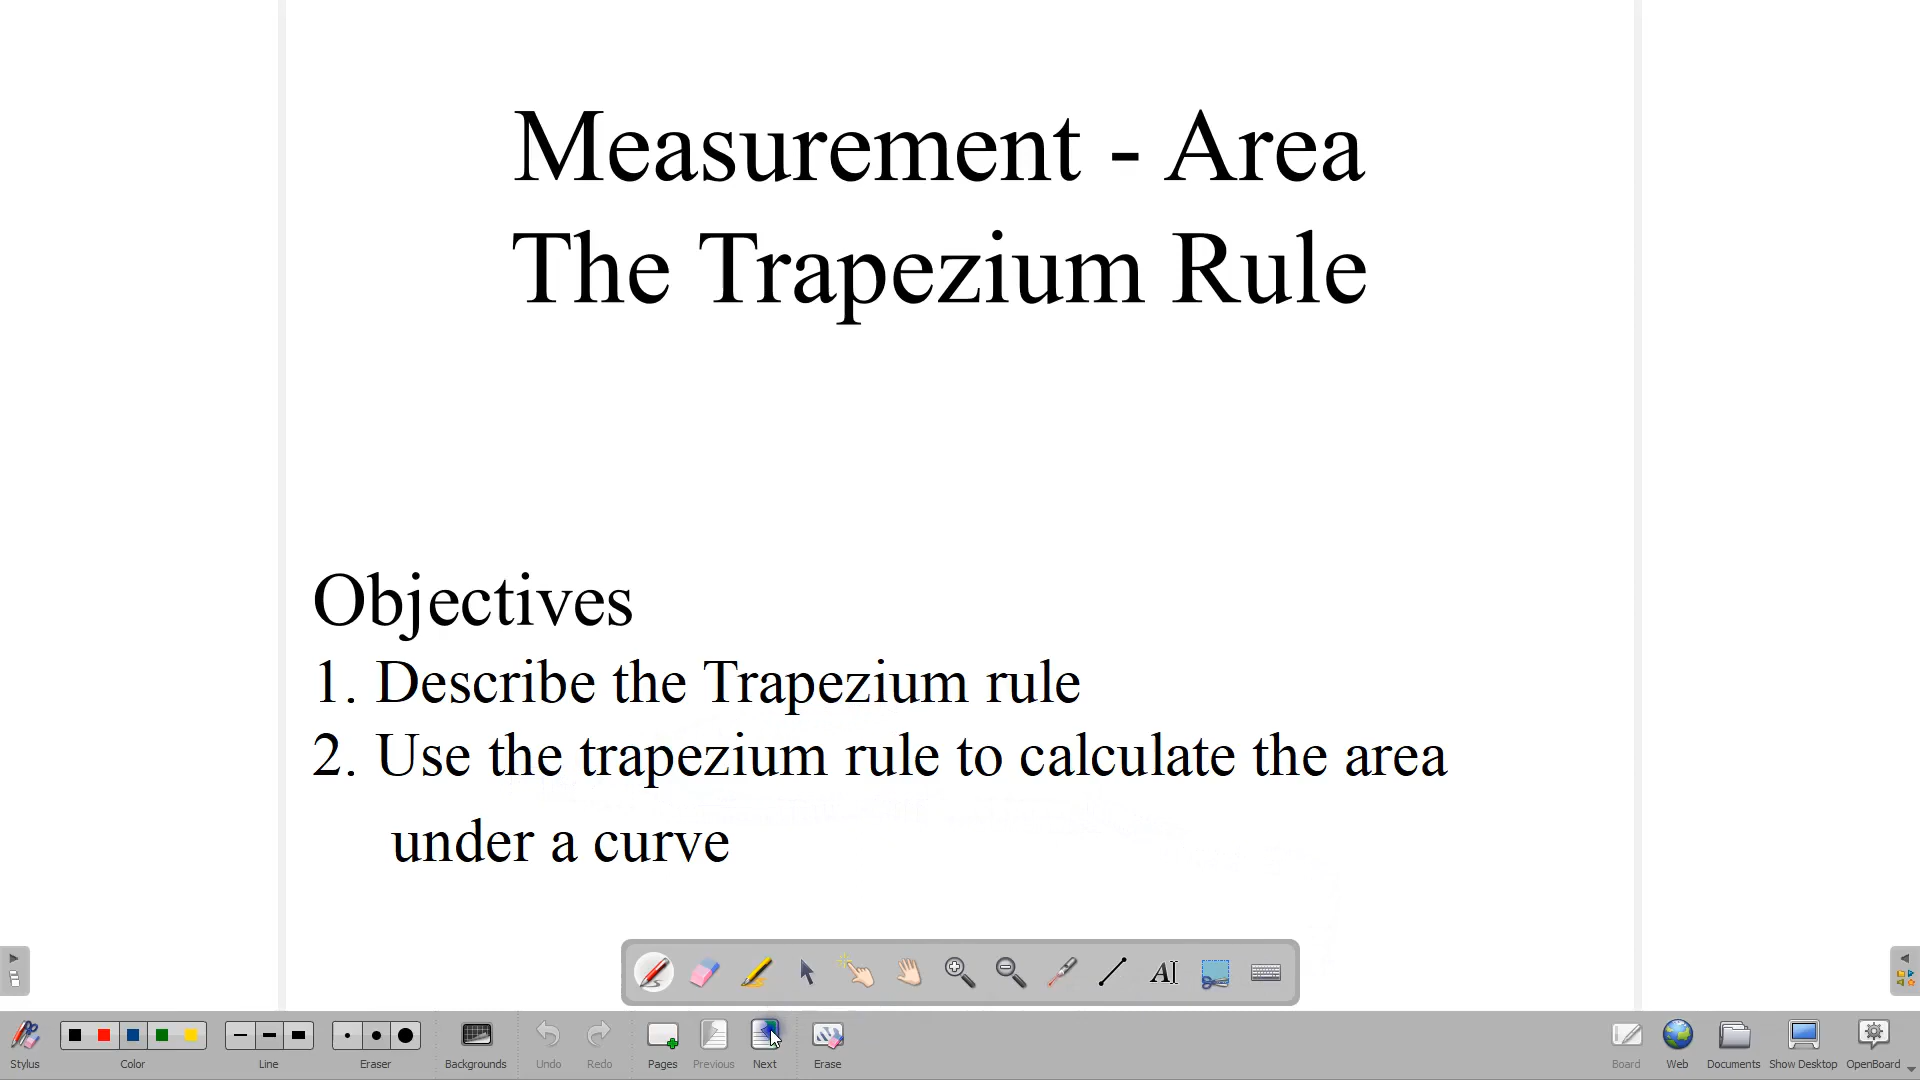 Measurement - Area
The Trapezium Rule
Objectives
1. Describe the Trapezium rule
2. Use the trapezium rule to calculate the area
under a curve
AI
Stylus
Color
Line
Eraser
Backgrounds
Undo
Redo
Pages
Previous
Next
Erase
Board
Web
Documents
Show Desktop
OpenBoard